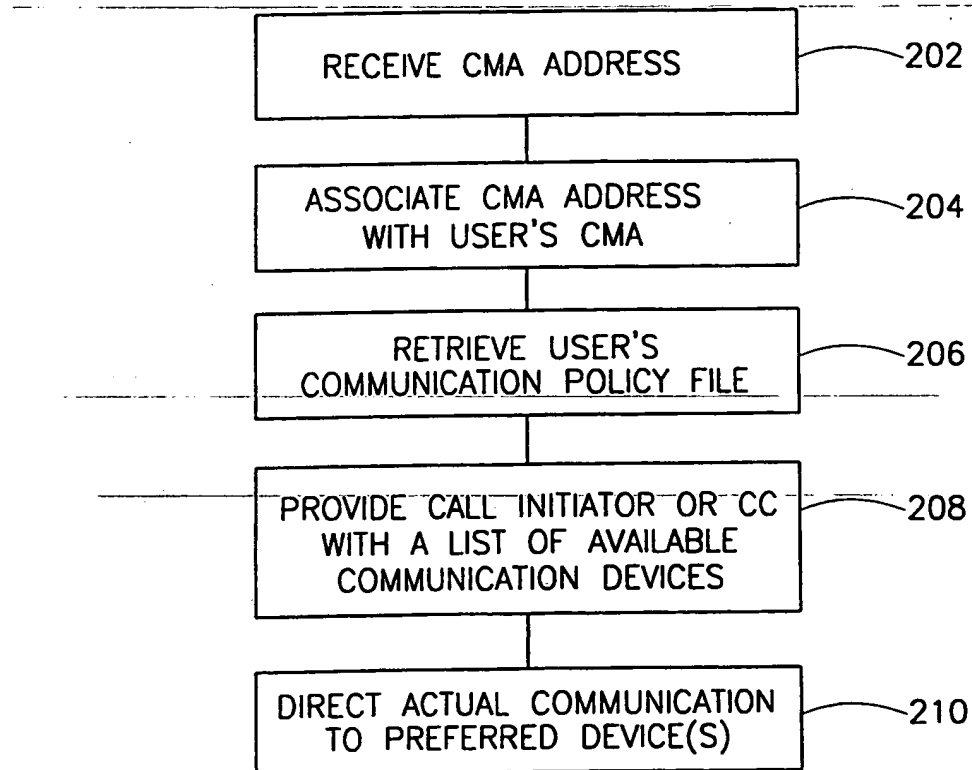 RECEIVE CMA ADDRESS
202
ASSOCIATE CMA ADDRESS
WITH USER'S CMA
204
RETRIEVE USER'S
COMMUNICATION POLICY FILE
206
PROVIDE CALL INITIATOR OR CC
WITH A LIST OF AVAILABLE
COMMUNICATION DEVICES
208
DIRECT ACTUAL COMMUNICATION
TO PREFERRED DEVICE(S)
210